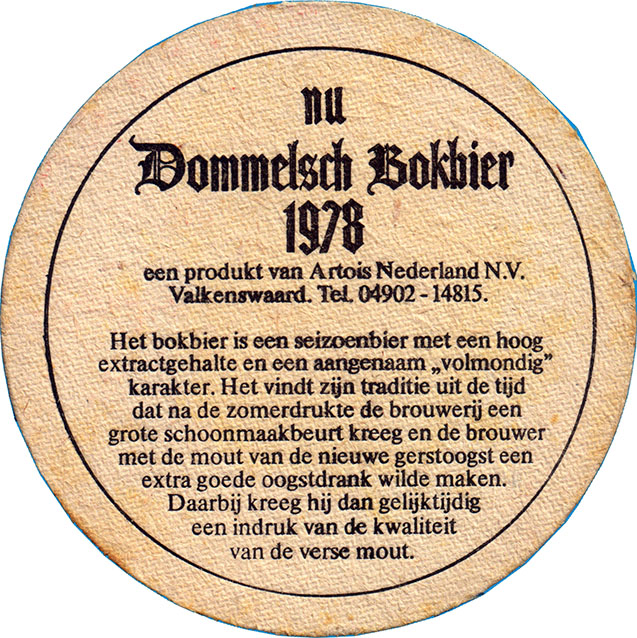 nu
Dommelsch Bokbier
1978
een produkt van Artois Nederland N.V.
Valkenswaard. Tel. 04902 - 14815.
Het bokbier is een seizoenbier met een hoog
extractgehalte en een aangenaam „volmondig”
karakter. Het vindt zijn traditie uit de tijd
dat na de zomerdrukte de brouwerij een
grote schoonmaakbeurt kreeg en de brouwer
met de mout van de nieuwe gerstoogst een
extra goede oogstdrank wilde maken.
Daarbij kreeg hij dan gelijktijdig
een indruk van de kwaliteit
van de verse mout.